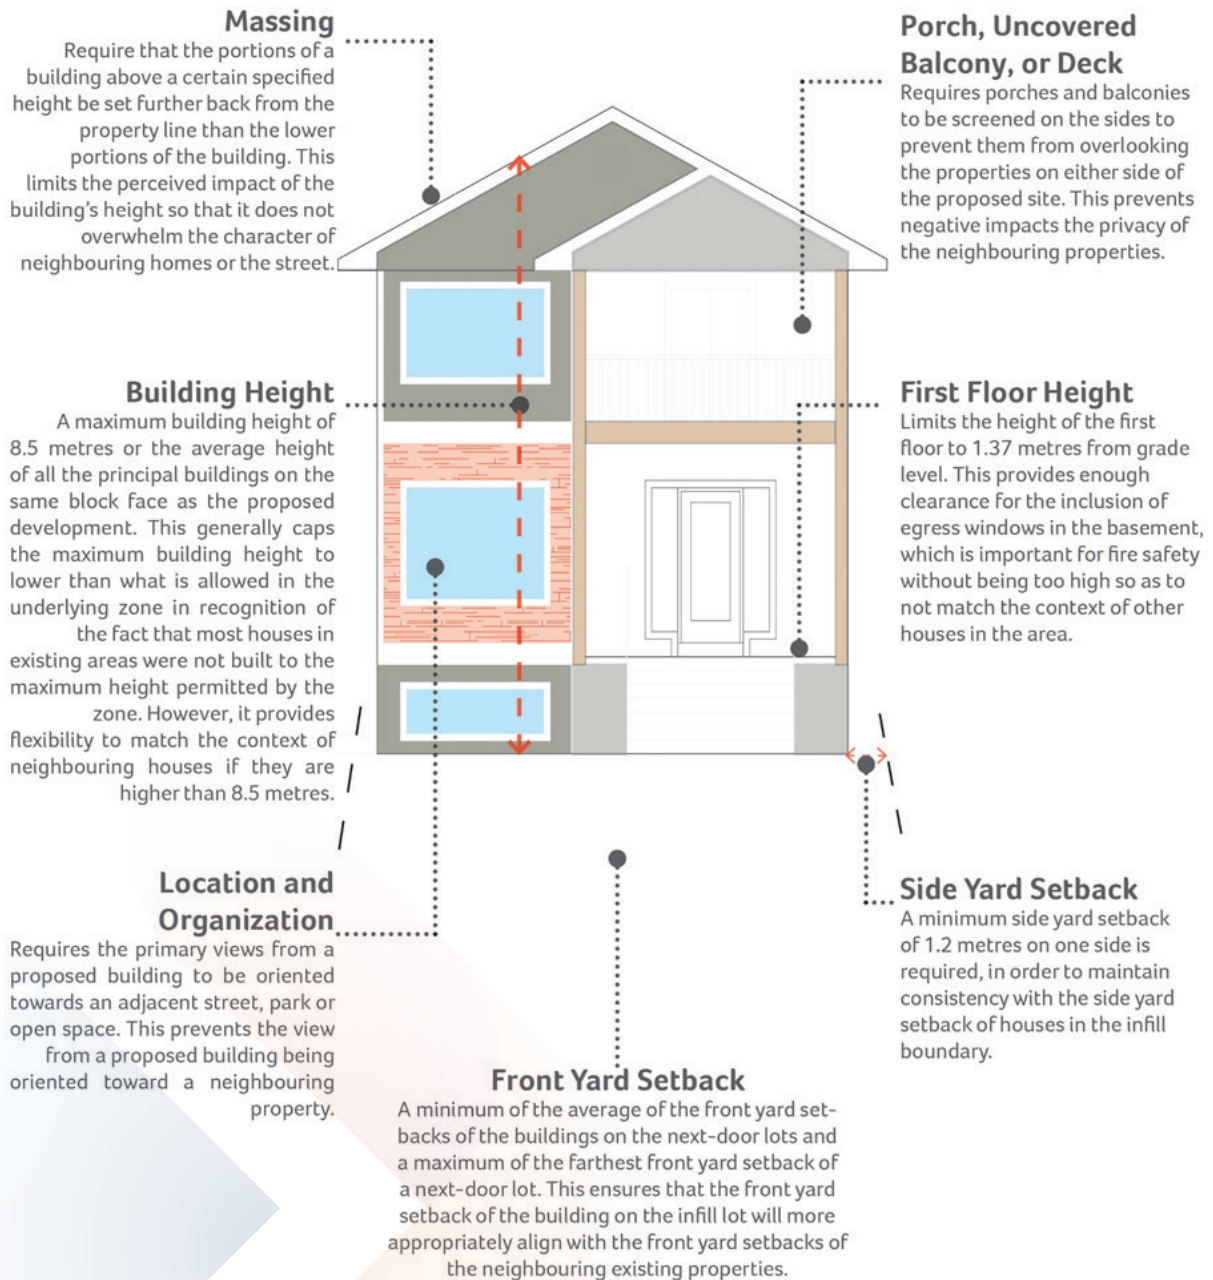 Massing
Require that the portions of a
building above a certain specified
height be set further back from the
property line than the lower
portions of the building. This
limits the perceived impact of the
building's height so that it does not
overwhelm the character of
neighbouring homes or the street.
Porch, Uncovered
Balcony, or Deck
Requires porches and balconies
to be screened on the sides to
prevent them from overlooking
the properties on either side of
the proposed site. This prevents
negative impacts the privacy of
the neighbouring properties.
Building Height
A maximum building height of
8.5 metres or the average height
of all the principal buildings on the
same block face as the proposed
development. This generally caps
the maximum building height to
lower than what is allowed in the
underlying zone in recognition of
the fact that most houses in
existing areas were not built to the
maximum height permitted by the
zone. However, it provides
flexibility to match the context of
neighbouring houses if they are
higher than 8.5 metres.
First Floor Height
Limits the height of the first
floor to 1.37 metres from grade
level. This provides enough
clearance for the inclusion of
egress windows in the basement,
which is important for fire safety
without being too high so as to
not match the context of other
houses in the area.
Location and
Organization
Requires the primary views from a
proposed building to be oriented
towards an adjacent street, park or
open space. This prevents the view
from a proposed building being
oriented toward a neighbouring
property.
Side Yard Setback
A minimum side yard setback
of 1.2 metres on one side is
required, in order to maintain
consistency with the side yard
setback of houses in the infill
boundary.
Front Yard Setback
A minimum of the average of the front yard set-
backs of the buildings on the next-door lots and
a maximum of the farthest front yard setback of
a next-door lot. This ensures that the front yard
setback of the building on the infill lot will more
appropriately align with the front yard setbacks of
the neighbouring existing properties.